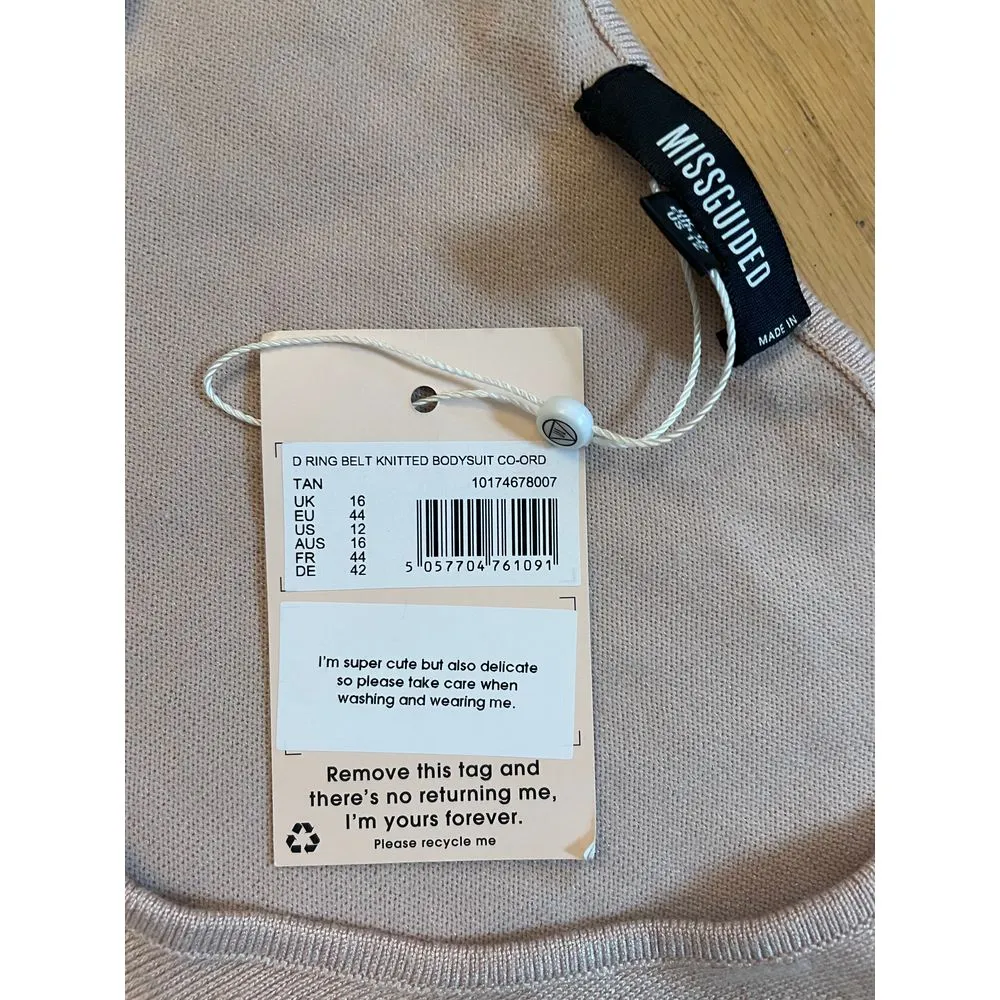 MISSGUIDED
US 12
MADE IN
D RING BELT KNITTED BODYSUIT CO-ORD
TAN 10174678007
UK 16
EU 44
US 12
AUS 16
FR 44
DE 42
5 057704 761091
I'm super cute but also delicate
so please take care when
washing and wearing me.
Remove this tag and
there's no returning me,
I'm yours forever.
Please recycle me